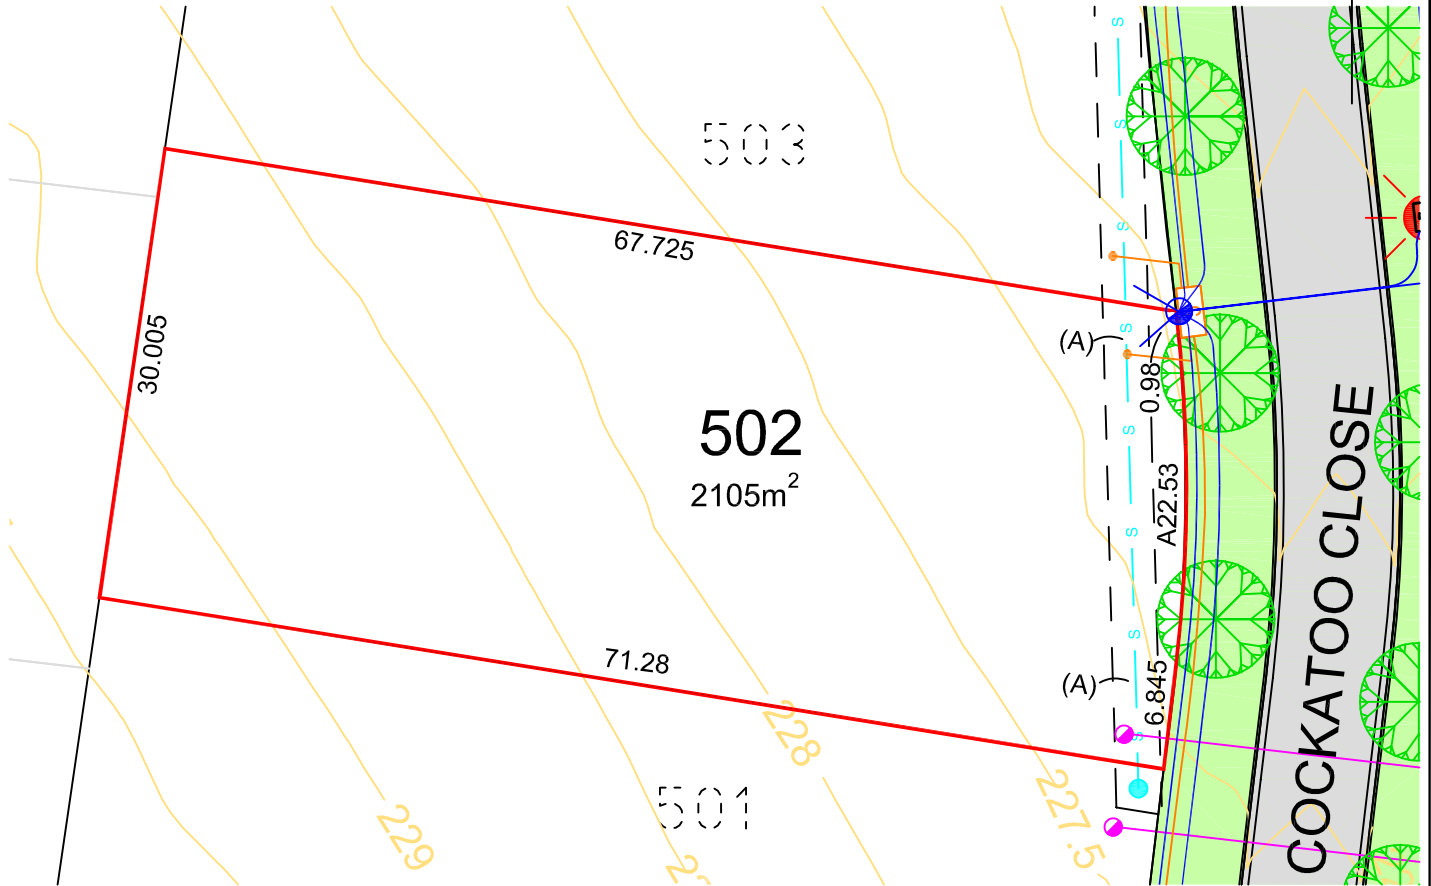 503
67.725
30.005
(A)
0.98
502
2105m²
A22.53
COCKATOO CLOSE
71.28
(A)
6.845
228
501
229
227.5
S
S
S
S
S
S
S
S